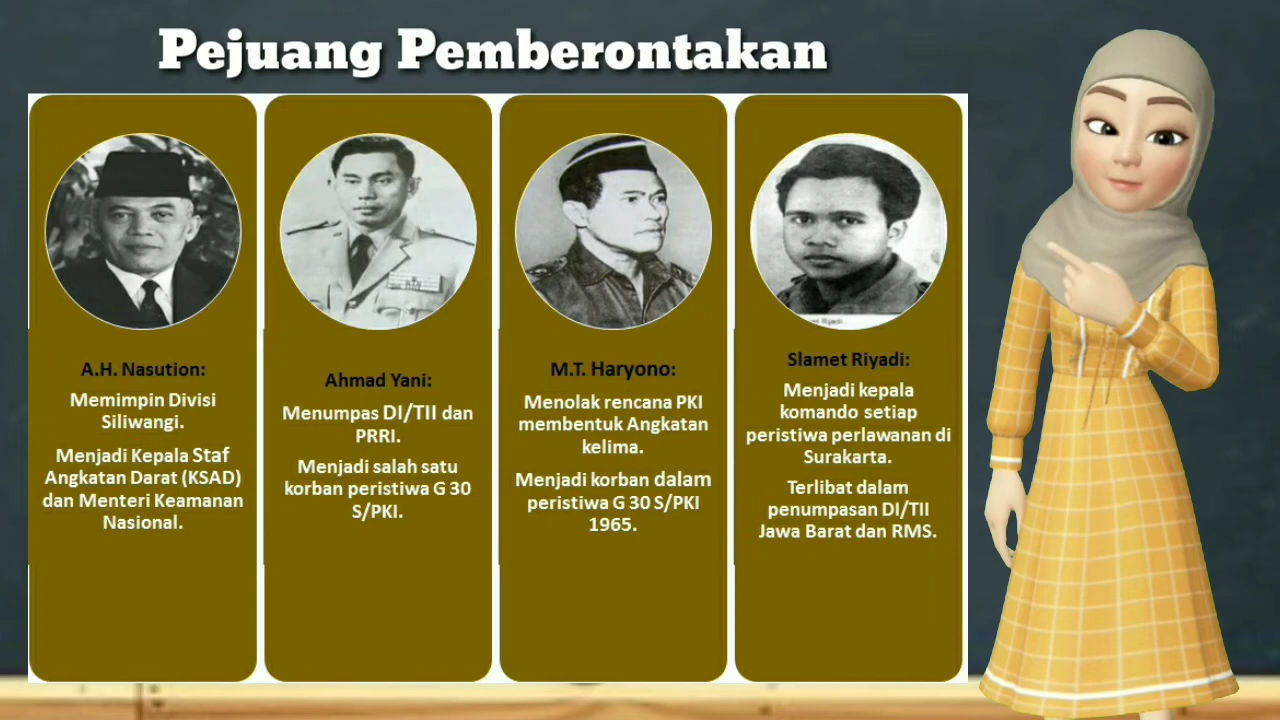 Pejuang Pemberontakan
A.H. Nasution:
Memimpin Divisi
Siliwangi.
Menjadi Kepala Staf
Angkatan Darat (KSAD)
dan Menteri Keamanan
Nasional.
Ahmad Yani:
Menumpas DI/TII dan
PRRI.
Menjadi salah satu
korban peristiwa G 30
S/PKI.
M.T. Haryono:
Menolak rencana PKI
membentuk Angkatan
kelima.
Menjadi korban dalam
peristiwa G 30 S/PKI
1965.
Slamet Riyadi:
Menjadi kepala
komando setiap
peristiwa perlawanan di
Surakarta.
Terlibat dalam
penumpasan DI/TII
Jawa Barat dan RMS.